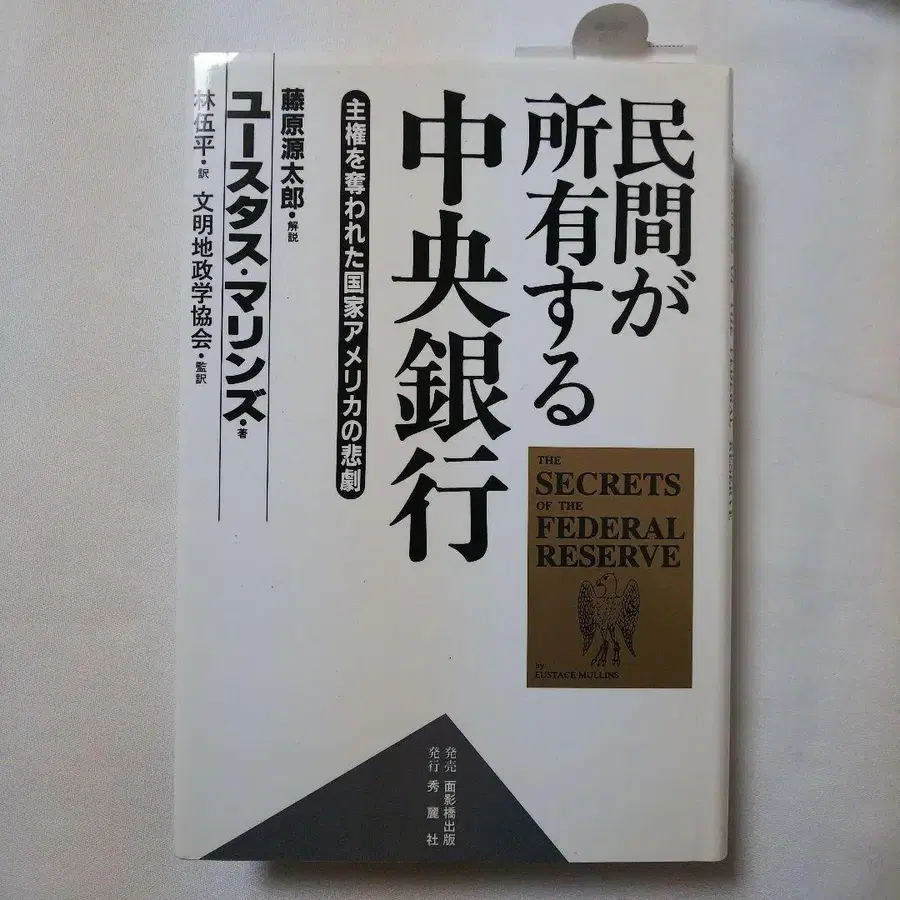 民間が
所有する
中央銀行
主権を奪われた国家アメリカの悲劇
藤原源太郎・解説
ユースタス・マリンズ・著
林伍平・訳 文明地政学協会・監訳
THE
SECRETS
OF THE
FEDERAL
RESERVE
by
EUSTACE MULLINS
発売 面影橋出版
発行 秀麗社
OF THE FEDERAL RESERVE